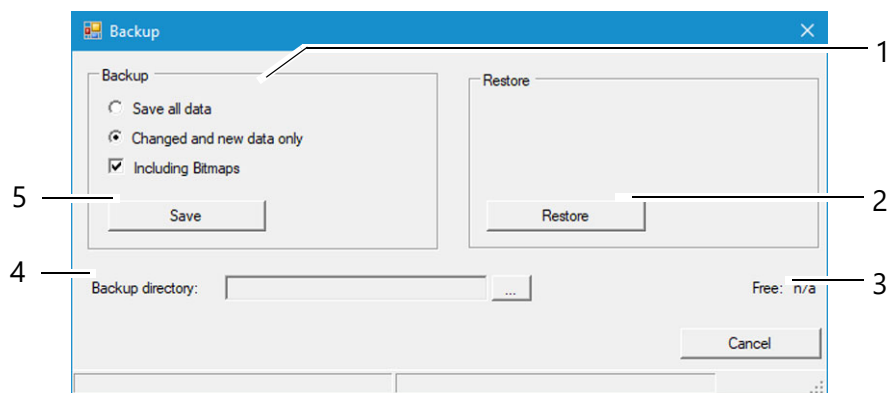 Backup
1
Backup
Restore
Save all data
Changed and new data only
Including Bitmaps
5
Save
Restore
2
4
Backup directory:
...
Free: n/a
3
Cancel